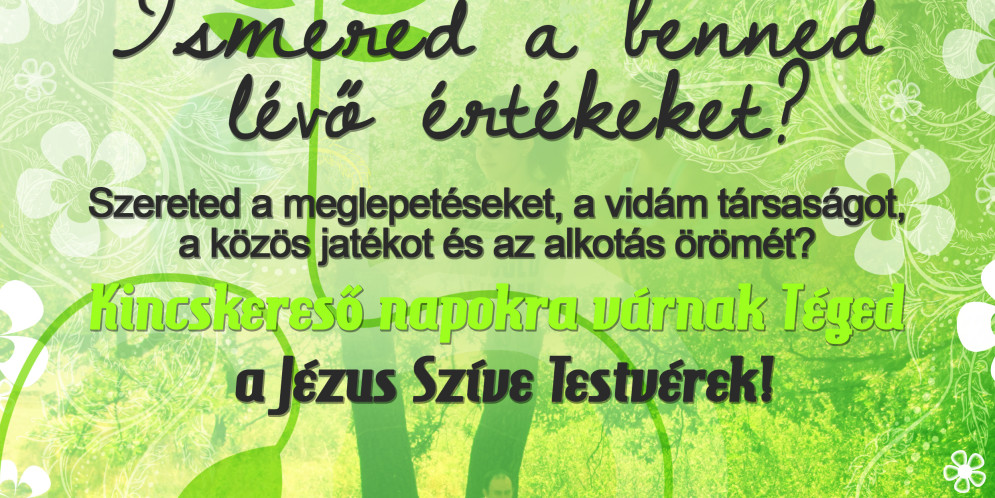 Ismered a benned
lévő értékeket?
Szereted a meglepetéseket, a vidám társaságot,
a közös jatékot és az alkotás örömét?
Kincskereső napokra várnak Téged
a Jézus Szíve Testvérek!